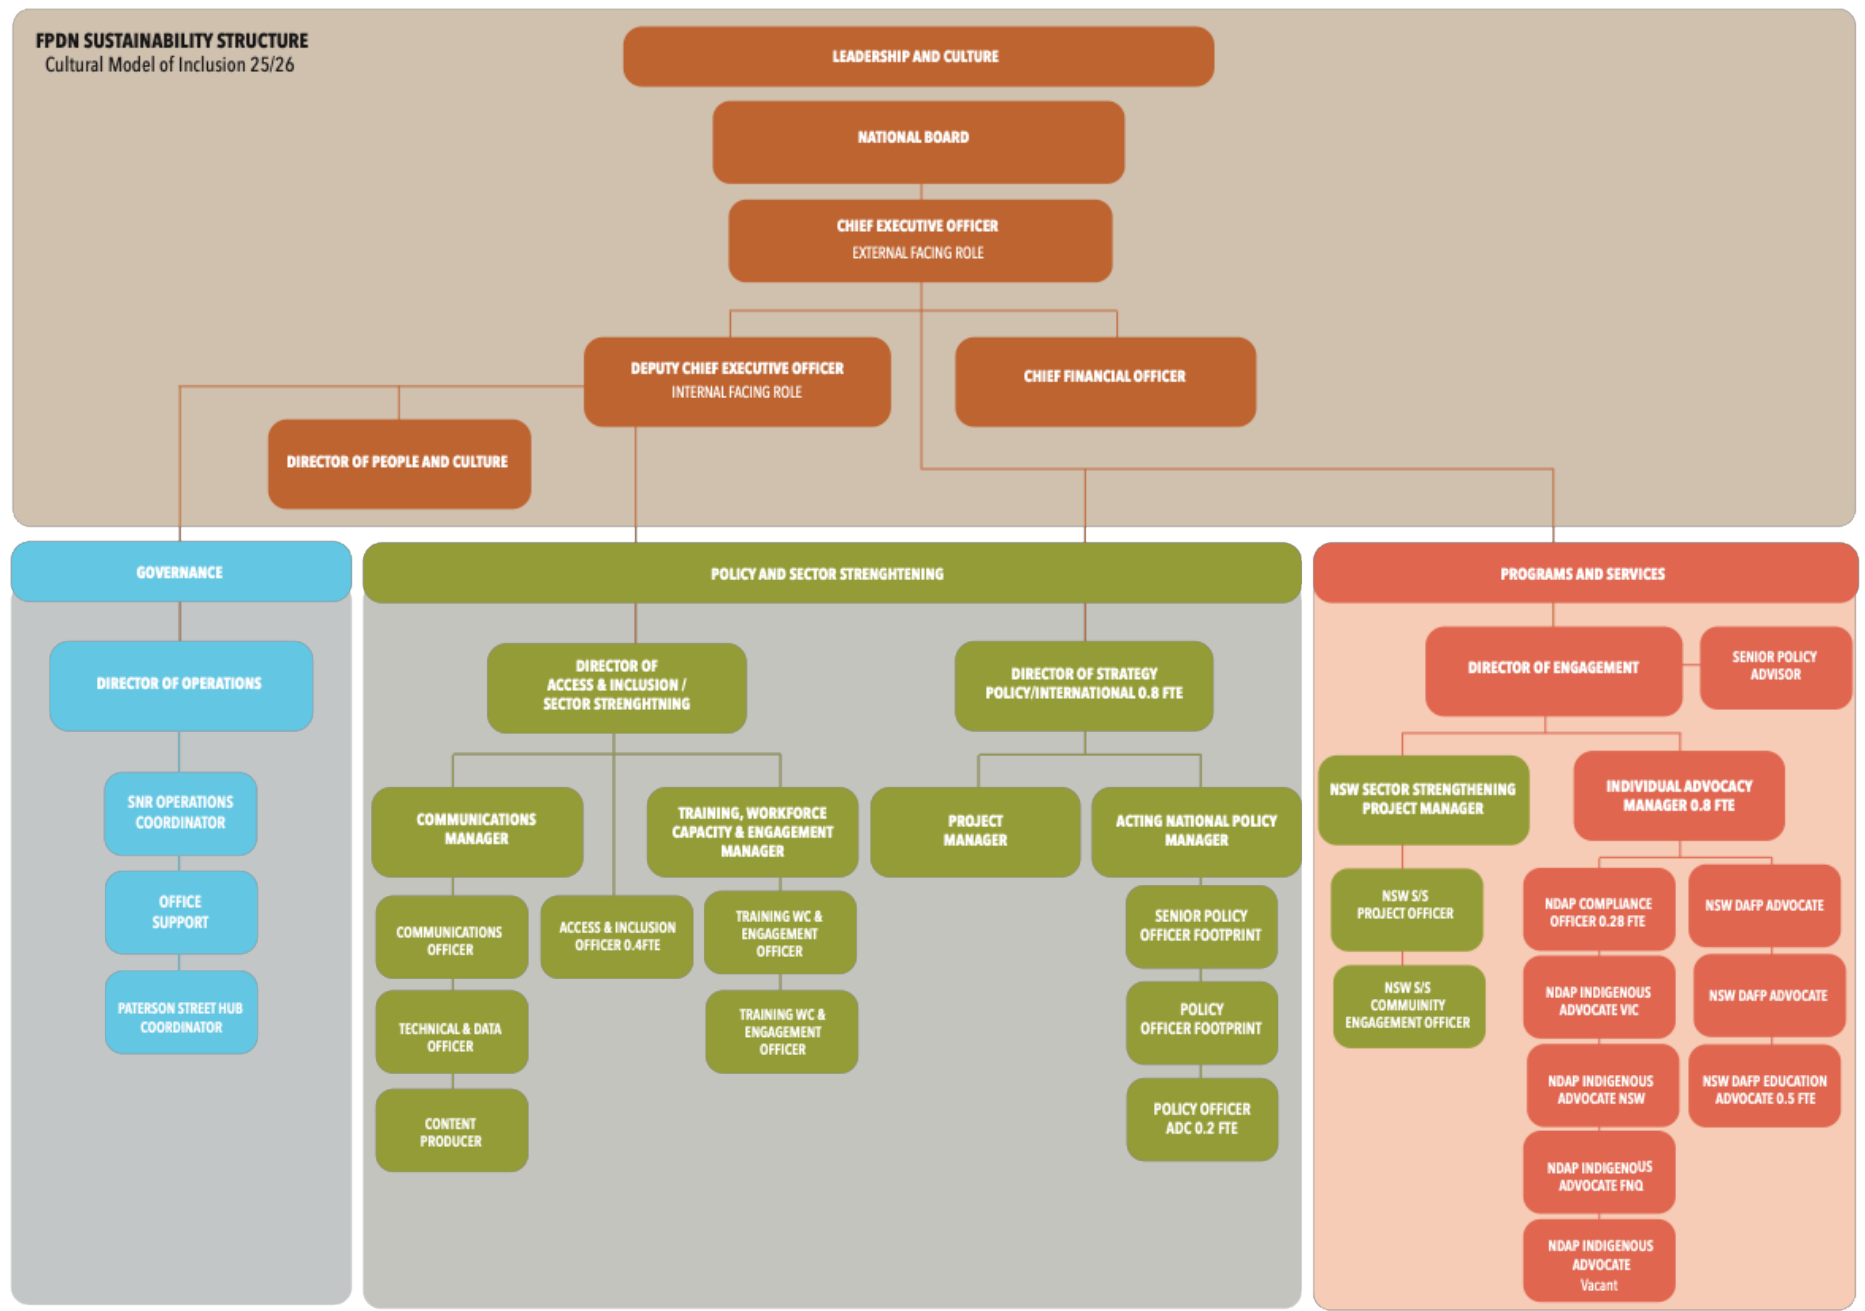 FPDN SUSTAINABILITY STRUCTURE
Cultural Model of Inclusion 25/26
LEADERSHIP AND CULTURE
NATIONAL BOARD
CHIEF EXECUTIVE OFFICER
EXTERNAL FACING ROLE
DEPUTY CHIEF EXECUTIVE OFFICER
INTERNAL FACING ROLE
CHIEF FINANCIAL OFFICER
DIRECTOR OF PEOPLE AND CULTURE
GOVERNANCE
DIRECTOR OF OPERATIONS
SNR OPERATIONS
COORDINATOR
OFFICE
SUPPORT
PATERSON STREET HUB
COORDINATOR
POLICY AND SECTOR STRENGHTENING
DIRECTOR OF
ACCESS & INCLUSION /
SECTOR STRENGHTNING
COMMUNICATIONS
MANAGER
COMMUNICATIONS
OFFICER
TECHNICAL & DATA
OFFICER
CONTENT
PRODUCER
ACCESS & INCLUSION
OFFICER 0.4FTE
TRAINING, WORKFORCE
CAPACITY & ENGAGEMENT
MANAGER
TRAINING WC &
ENGAGEMENT
OFFICER
TRAINING WC &
ENGAGEMENT
OFFICER
DIRECTOR OF STRATEGY
POLICY/INTERNATIONAL 0.8 FTE
PROJECT
MANAGER
ACTING NATIONAL POLICY
MANAGER
SENIOR POLICY
OFFICER FOOTPRINT
POLICY
OFFICER FOOTPRINT
POLICY OFFICER
ADC 0.2 FTE
PROGRAMS AND SERVICES
DIRECTOR OF ENGAGEMENT
SENIOR POLICY
ADVISOR
NSW SECTOR STRENGTHENING
PROJECT MANAGER
NSW S/S
PROJECT OFFICER
NSW S/S
COMMUINITY
ENGAGEMENT OFFICER
INDIVIDUAL ADVOCACY
MANAGER 0.8 FTE
NDAP COMPLIANCE
OFFICER 0.28 FTE
NDAP INDIGENOUS
ADVOCATE VIC
NDAP INDIGENOUS
ADVOCATE NSW
NDAP INDIGENOUS
ADVOCATE FNQ
NDAP INDIGENOUS
ADVOCATE
Vacant
NSW DAFP ADVOCATE
NSW DAFP ADVOCATE
NSW DAFP EDUCATION
ADVOCATE 0.5 FTE